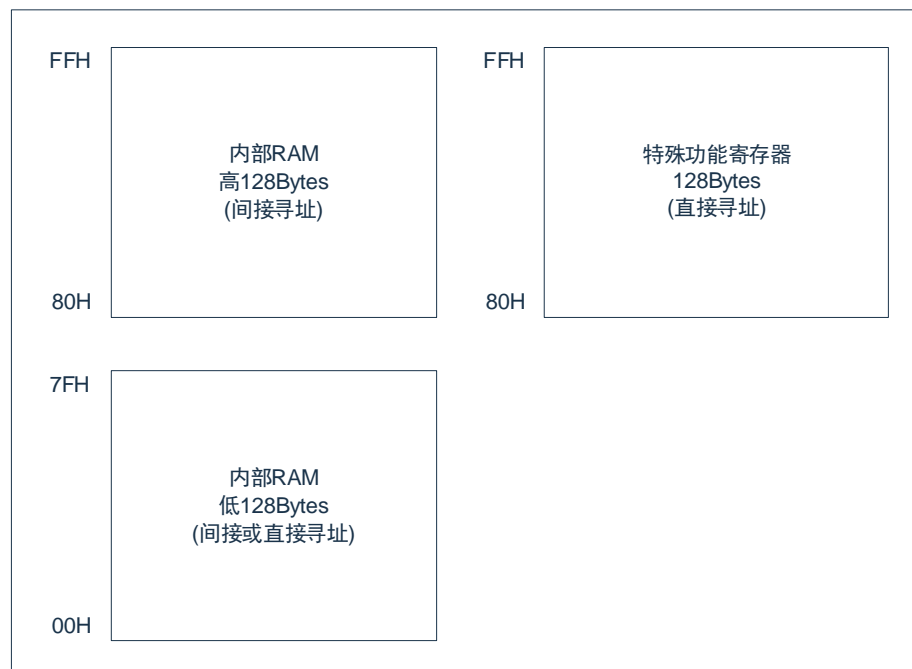 FFH
内部RAM
高128Bytes
(间接寻址)
80H
FFH
特殊功能寄存器
128Bytes
(直接寻址)
80H
7FH
内部RAM
低128Bytes
(间接或直接寻址)
00H